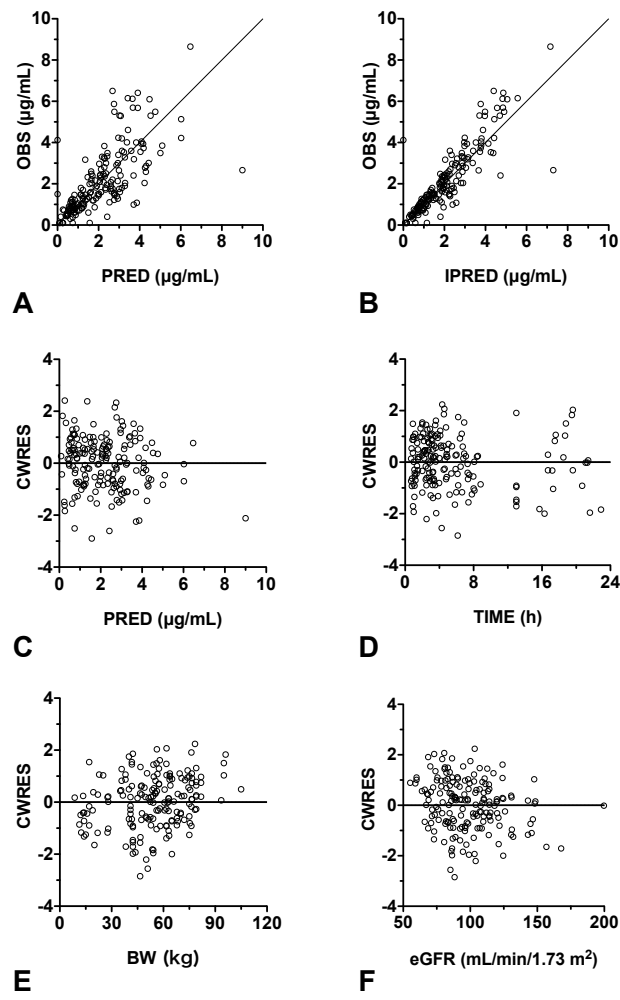 10
8
6
4
2
0
OBS (µg/mL)
0 2 4 6 8 10
PRED (µg/mL)
A
10
8
6
4
2
0
OBS (µg/mL)
0 2 4 6 8 10
IPRED (µg/mL)
B
4
2
0
-2
-4
CWRES
0 2 4 6 8 10
PRED (µg/mL)
C
4
2
0
-2
-4
CWRES
0 8 16 24
TIME (h)
D
4
2
0
-2
-4
CWRES
0 30 60 90 120
BW (kg)
E
4
2
0
-2
-4
CWRES
50 100 150 200
eGFR (mL/min/1.73 m²)
F